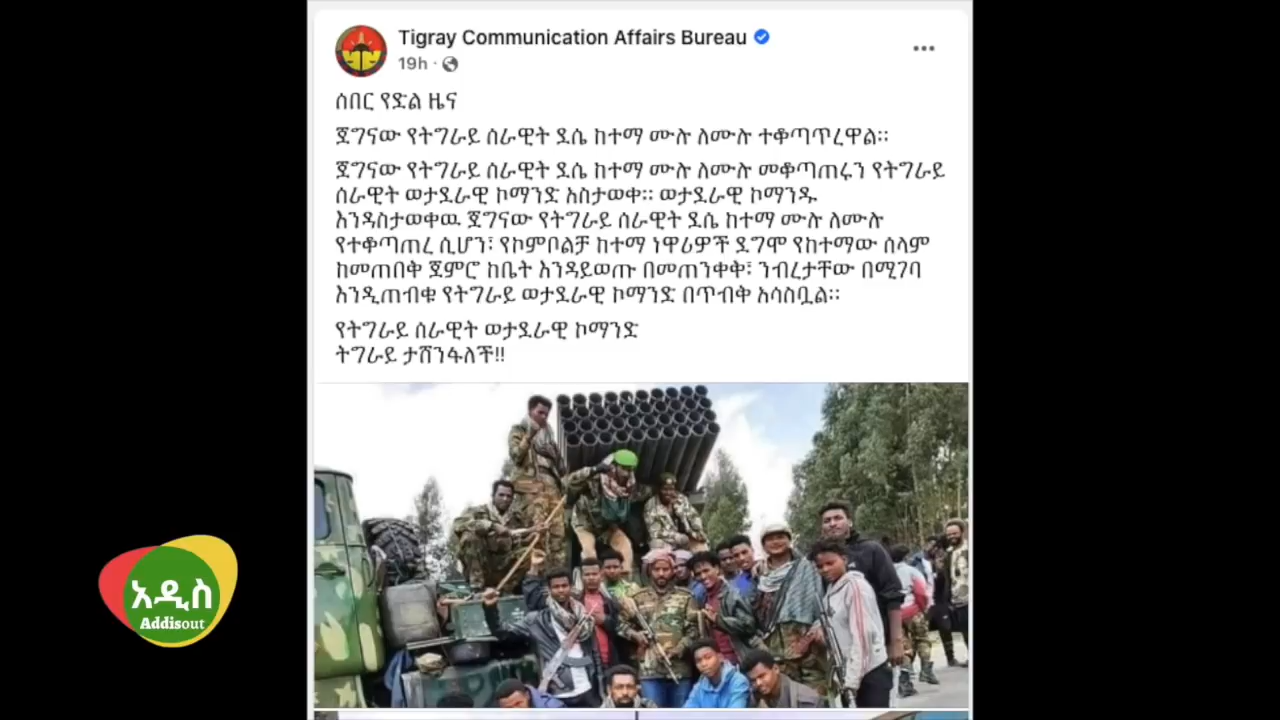 Tigray Communication Affairs Bureau
19h ·
ሰበር የድል ዜና
ጀግናው የትግራይ ሰራዊት ደሴ ከተማ ሙሉ ለሙሉ ተቆጣጥረዋል።
ጀግናው የትግራይ ሰራዊት ደሴ ከተማ ሙሉ ለሙሉ መቆጣጠሩን የትግራይ
ሰራዊት ወታደራዊ ኮማንድ አስታወቀ። ወታደራዊ ኮማንዱ
እንዳስታወቀዉ ጀግናው የትግራይ ሰራዊት ደሴ ከተማ ሙሉ ለሙሉ
የተቆጣጠረ ሲሆን፣ የኮምቦልቻ ከተማ ነዋሪዎች ደግሞ የከተማው ሰላም
ከመጠበቅ ጀምሮ ከቤት እንዳይወጡ በመጠንቀቅ፣ ንብረታቸው በሚገባ
እንዲጠብቁ የትግራይ ወታደራዊ ኮማንድ በጥብቅ አሳስቧል።
የትግራይ ሰራዊት ወታደራዊ ኮማንድ
ትግራይ ታሸንፋለች!!
አዲስ
Addisout